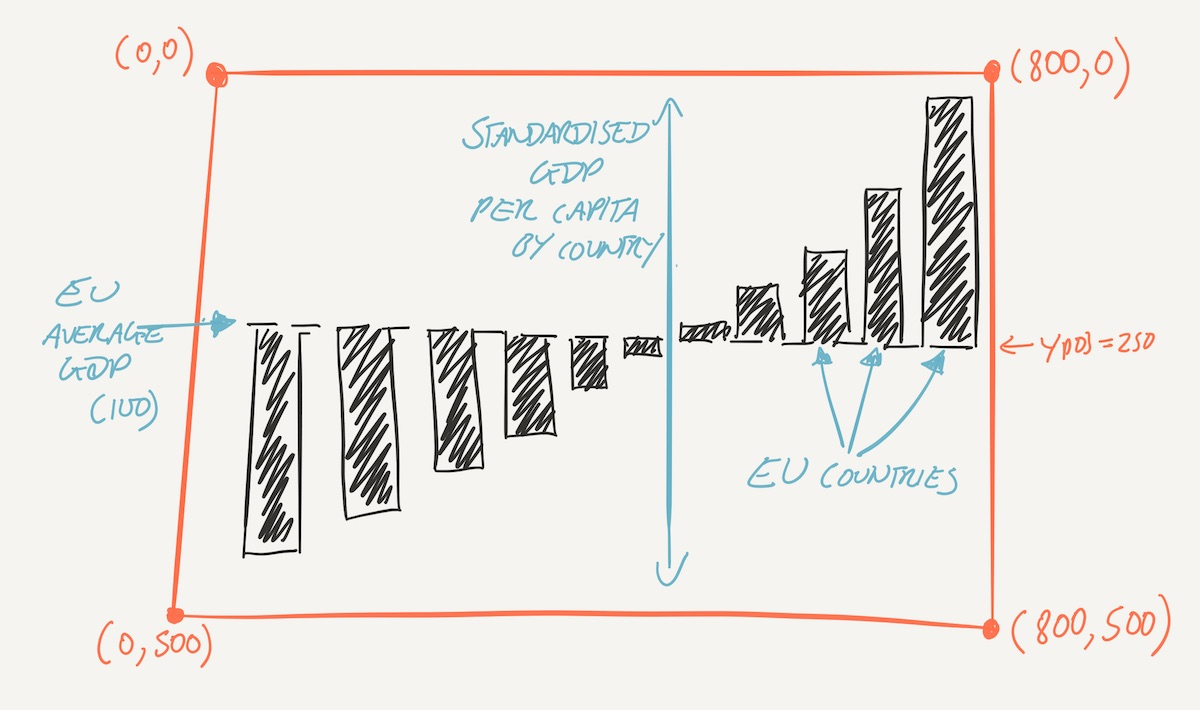 (0,0)
(800,0)
STANDARDISED
GDP
PER CAPITA
BY COUNTRY
EU
AVERAGE
GDP
(100)
← ypos = 250
EU COUNTRIES
(0,500)
(800,500)